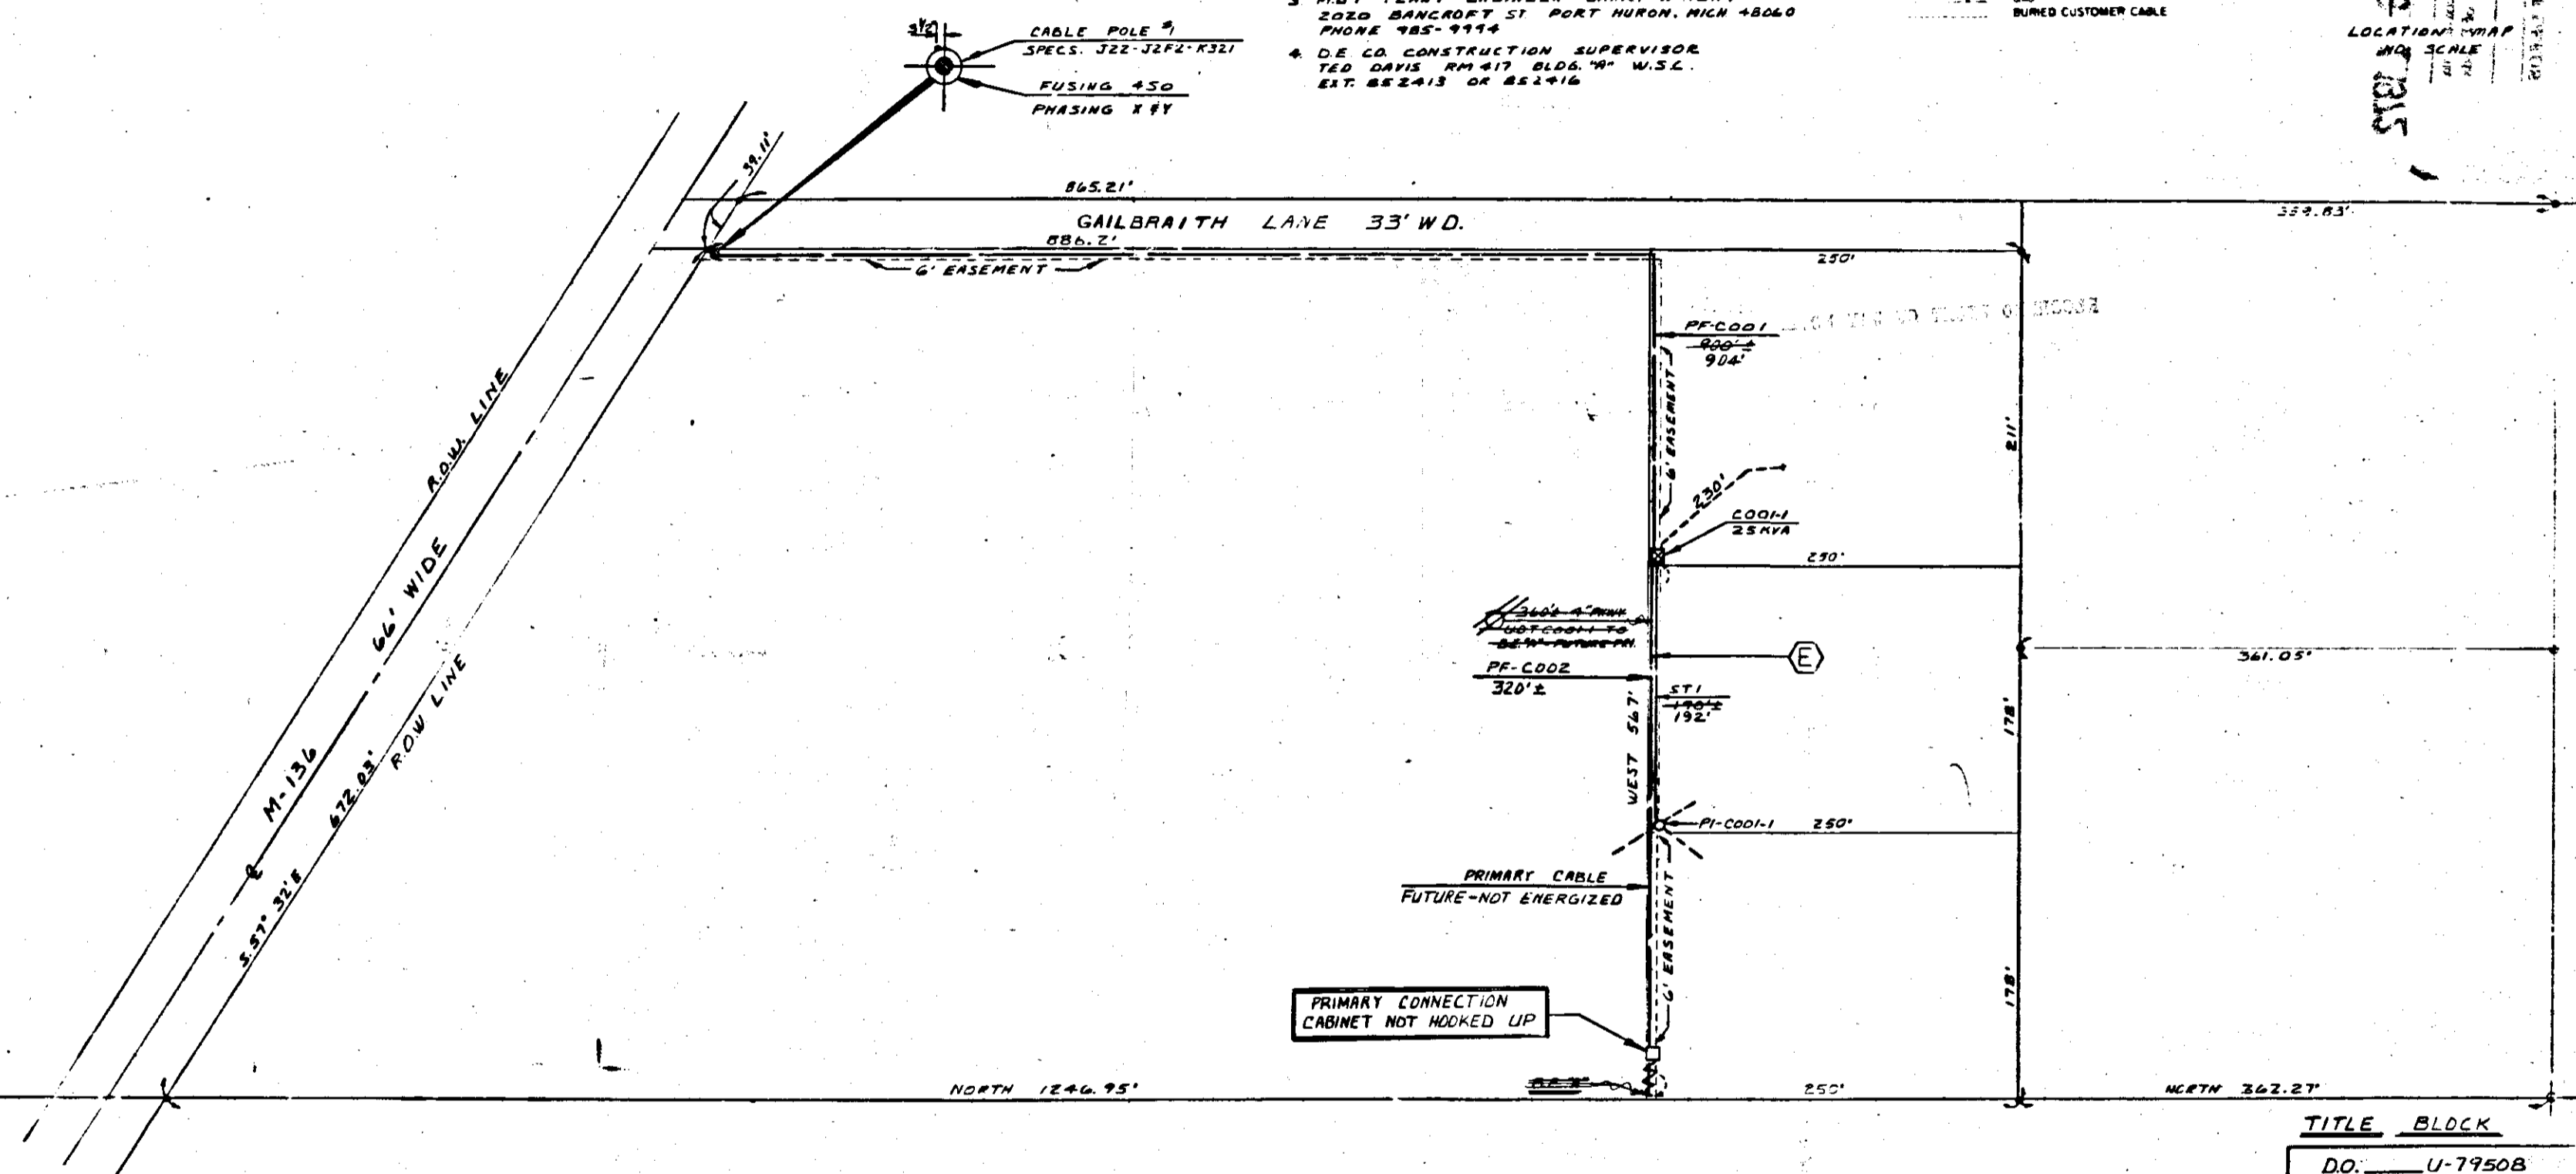 2020 BANCROFT ST. PORT HURON, MICH 48060
PHONE 985-9994
4. D.E. CO. CONSTRUCTION SUPERVISOR
TED DAVIS RM 417 BLDG. "A" W.S.C.
EXT. 852413 OR 852416
BURIED CUSTOMER CABLE
LOCATION MAP
NO SCALE
3½"
CABLE POLE #1
SPECS. J22-J2F2-K321
FUSING 450
PHASING X & Y
39.11'
865.21'
GAILBRAITH LANE 33' WD.
886.2'
6' EASEMENT
250'
PF-C001
900' ±
904'
6' EASEMENT
211'
230'
C001-1
25 KVA
250'
R.O.W. LINE
66' WIDE
M-136
R.O.W LINE
672.03'
S. 57° 32' E
E
PF-C002
320' ±
ST1
190' ±
192'
WEST 567'
178'
361.05'
PI-C001-1 250'
PRIMARY CABLE
FUTURE-NOT ENERGIZED
6' EASEMENT
178'
PRIMARY CONNECTION
CABINET NOT HOOKED UP
NORTH 1246.95'
250'
NORTH 362.27'
TITLE BLOCK
D.O. U-79508